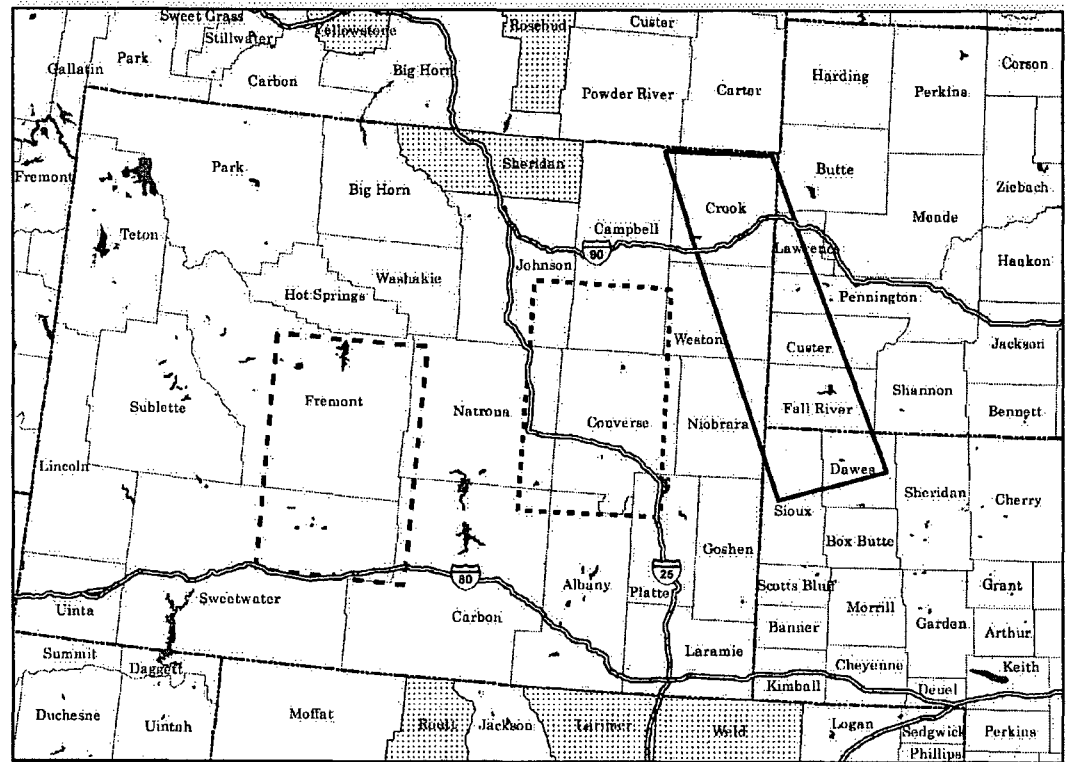 Sweet Grass
Stillwater
Yellowstone
Rosebud
Custer
Park
Gallatin
Carbon
Big Horn
Powder River
Carter
Harding
Perkins
Corson
Fremont
Park
Sheridan
Big Horn
Butte
Ziebach
Crook
Campbell
Meade
Teton
Lawrence
90
Johnson
Haakon
Washakie
Hot Springs
Pennington
Weston
Custer
Jackson
Shannon
Sublette
Fremont
Natrona
Converse
Niobrara
Fall River
Bennett
Lincoln
Dawes
Sheridan
Cherry
Sioux
Goshen
Box Butte
80
Albany
25
Platte
Scotts Bluff
Grant
Uinta
Sweetwater
Carbon
Morrill
Garden
Arthur
Banner
Laramie
Cheyenne
Keith
Summit
Daggett
Kimball
Deuel
Duchesne
Uintah
Moffat
Routt
Jackson
Larimer
Weld
Logan
Sedgwick
Perkins
Phillips